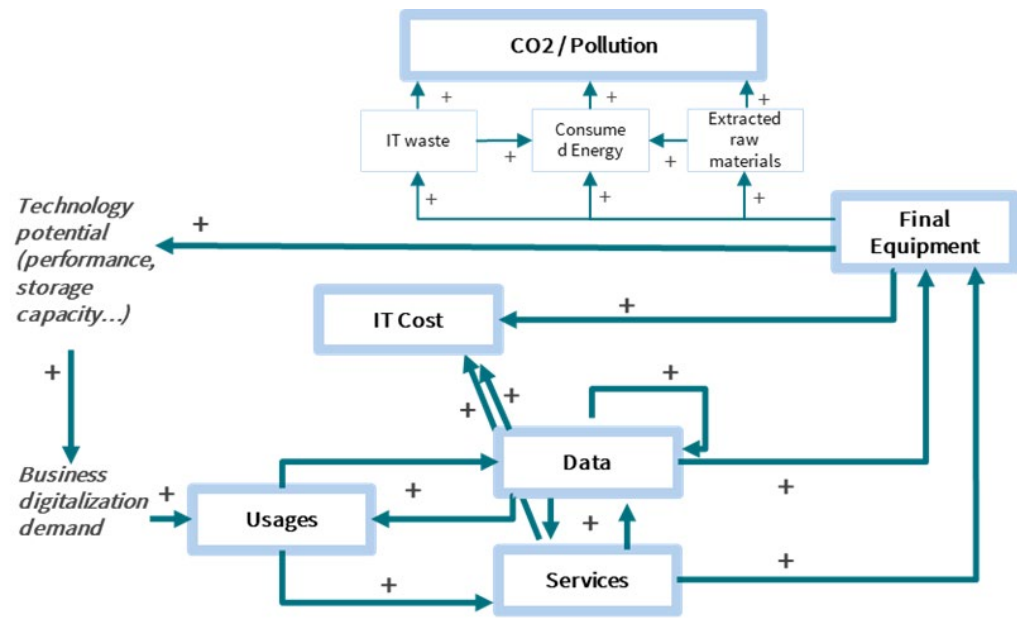 CO2 / Pollution
+
+
+
IT waste
Consume
d Energy
Extracted
raw
materials
+
+
+
+
+
Technology
potential
(performance,
storage
capacity...)
+
Final
Equipment
IT Cost
+
+
+
+
+
Data
Business
digitalization
demand
+
Usages
+
+
+
Services
+
+